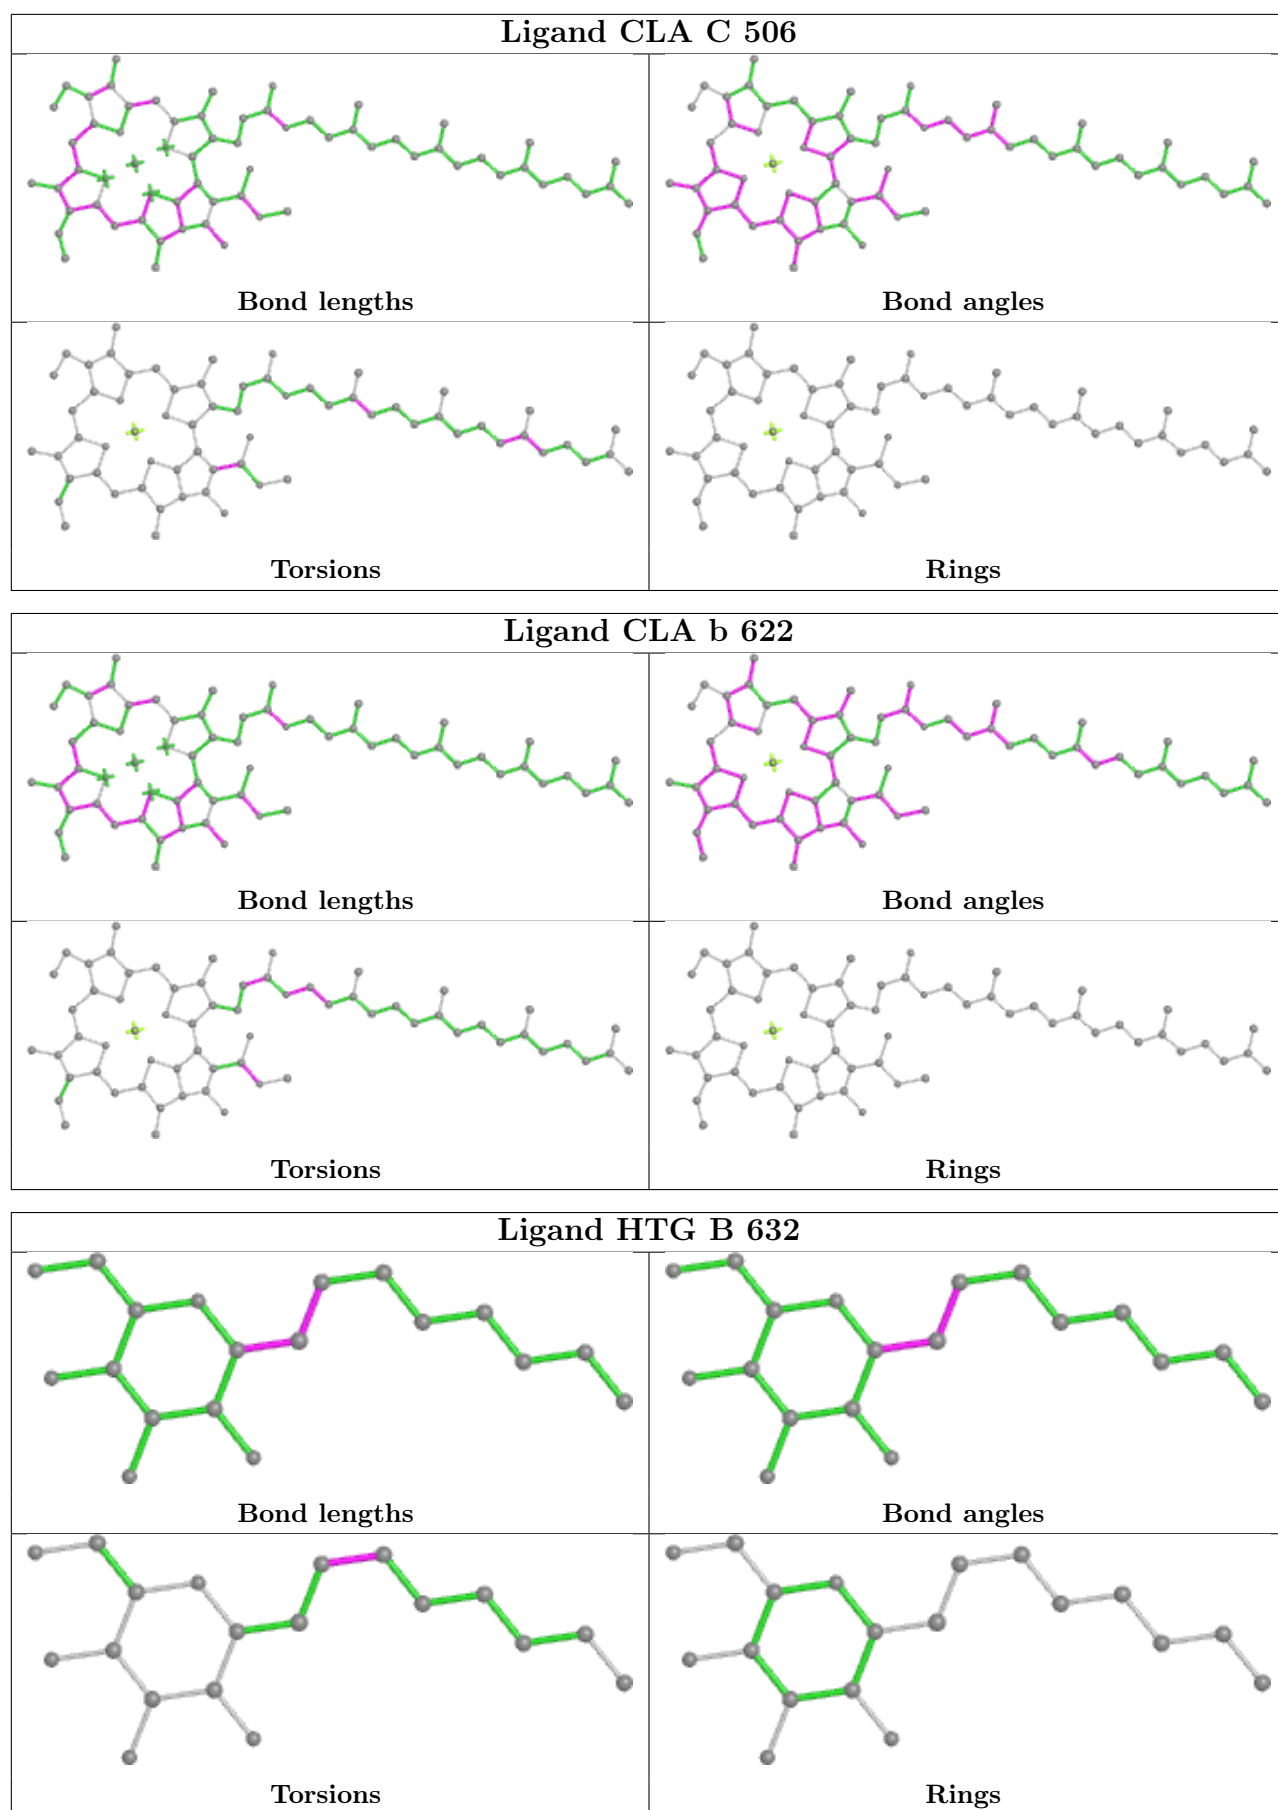 Ligand CLA C 506
Bond lengths
Bond angles
Torsions
Rings
Ligand CLA b 622
Bond lengths
Bond angles
Torsions
Rings
Ligand HTG B 632
Bond lengths
Bond angles
Torsions
Rings